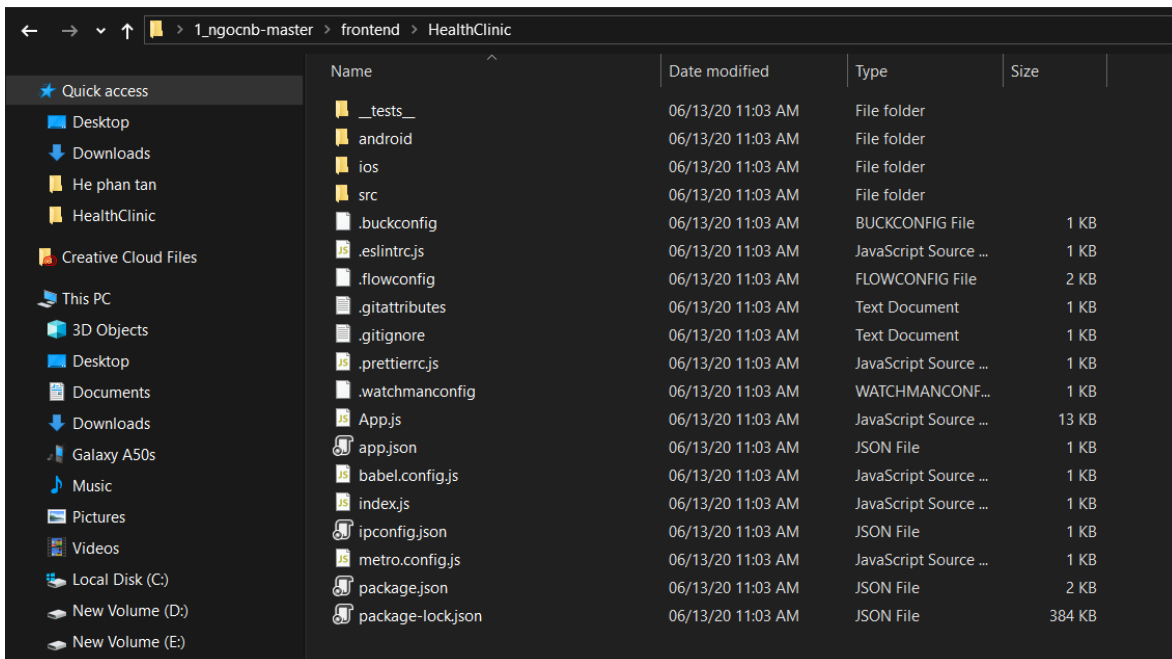 1_ngocnb-master > frontend > HealthClinic
Name Date modified Type Size
Quick access
Desktop
Downloads
He phan tan
HealthClinic
Creative Cloud Files
This PC
3D Objects
Desktop
Documents
Downloads
Galaxy A50s
Music
Pictures
Videos
Local Disk (C:)
New Volume (D:)
New Volume (E:)
__tests__ 06/13/20 11:03 AM File folder
android 06/13/20 11:03 AM File folder
ios 06/13/20 11:03 AM File folder
src 06/13/20 11:03 AM File folder
.buckconfig 06/13/20 11:03 AM BUCKCONFIG File 1 KB
.eslintrc.js 06/13/20 11:03 AM JavaScript Source ... 1 KB
.flowconfig 06/13/20 11:03 AM FLOWCONFIG File 2 KB
.gitattributes 06/13/20 11:03 AM Text Document 1 KB
.gitignore 06/13/20 11:03 AM Text Document 1 KB
.prettierrc.js 06/13/20 11:03 AM JavaScript Source ... 1 KB
.watchmanconfig 06/13/20 11:03 AM WATCHMANCONF... 1 KB
App.js 06/13/20 11:03 AM JavaScript Source ... 13 KB
app.json 06/13/20 11:03 AM JSON File 1 KB
babel.config.js 06/13/20 11:03 AM JavaScript Source ... 1 KB
index.js 06/13/20 11:03 AM JavaScript Source ... 1 KB
ipconfig.json 06/13/20 11:03 AM JSON File 1 KB
metro.config.js 06/13/20 11:03 AM JavaScript Source ... 1 KB
package.json 06/13/20 11:03 AM JSON File 2 KB
package-lock.json 06/13/20 11:03 AM JSON File 384 KB